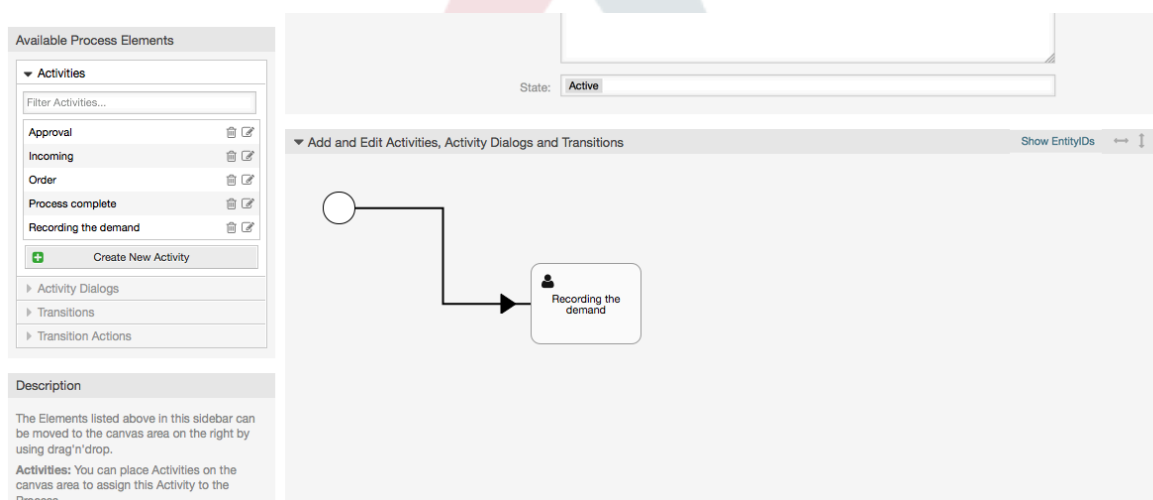 Available Process Elements
Activities
Filter Activities...
Approval
Incoming
Order
Process complete
Recording the demand
Create New Activity
Activity Dialogs
Transitions
Transition Actions
Description
The Elements listed above in this sidebar can
be moved to the canvas area on the right by
using drag'n'drop.
Activities: You can place Activities on the
canvas area to assign this Activity to the
Process
State: Active
Add and Edit Activities, Activity Dialogs and Transitions
Show EntityIDs
Recording the
demand